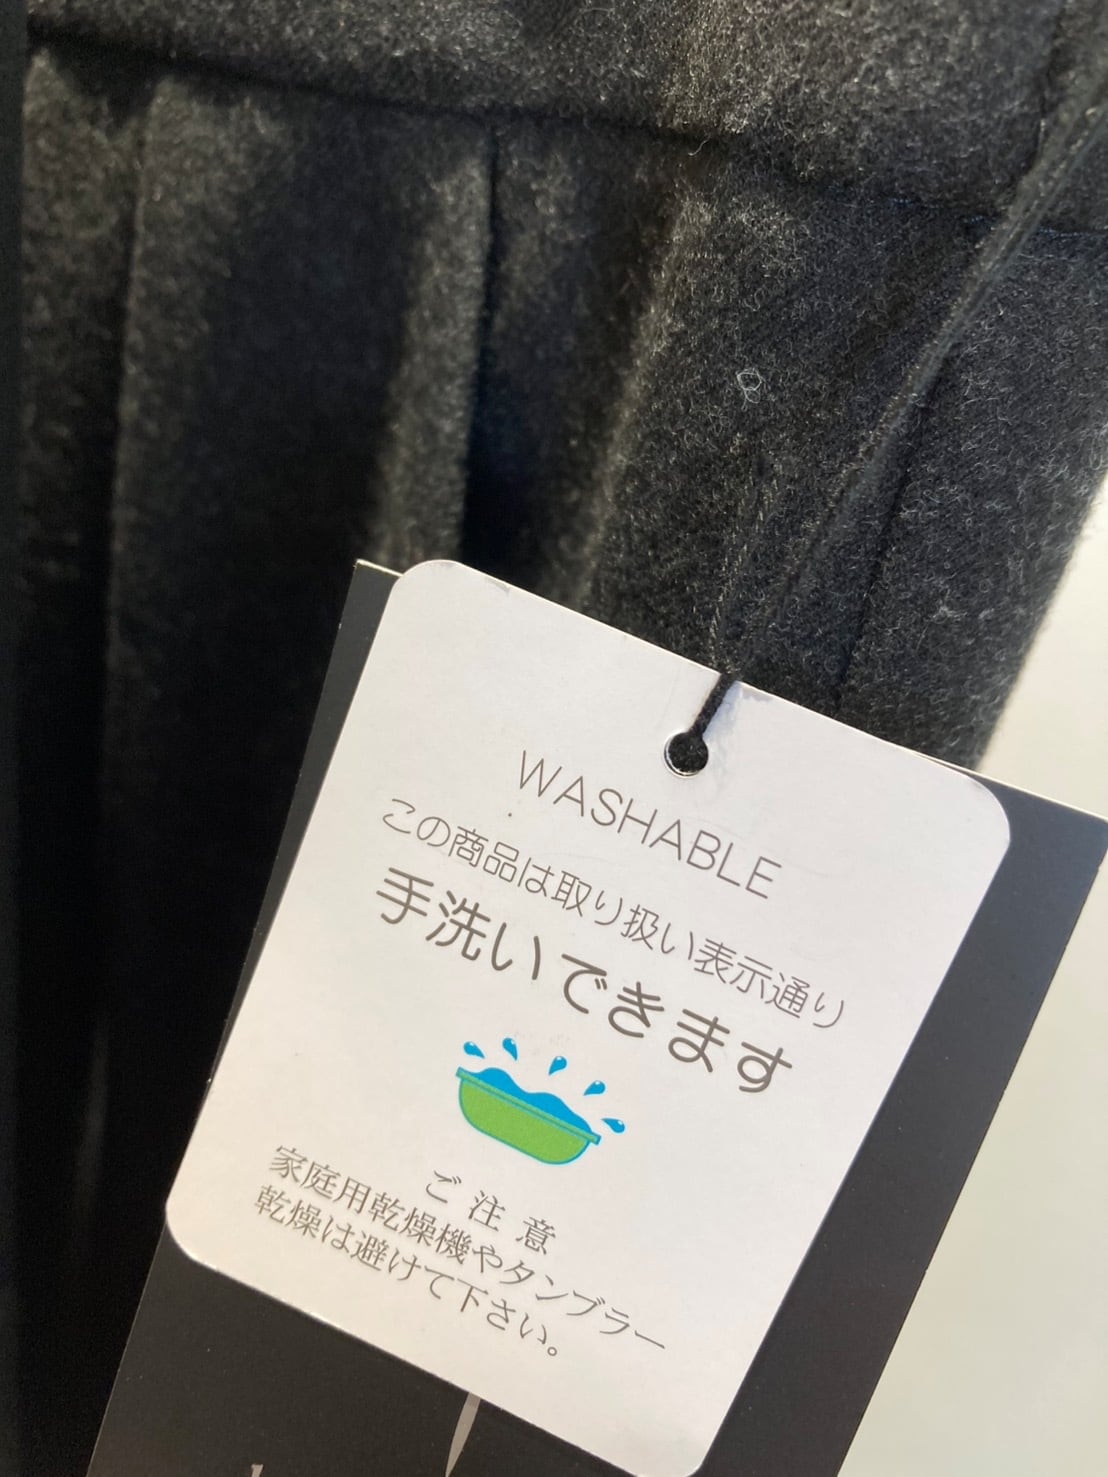 WASHABLE
この商品は取り扱い表示通り
手洗いできます
ご注意
家庭用乾燥機やタンブラー
乾燥は避けて下さい。